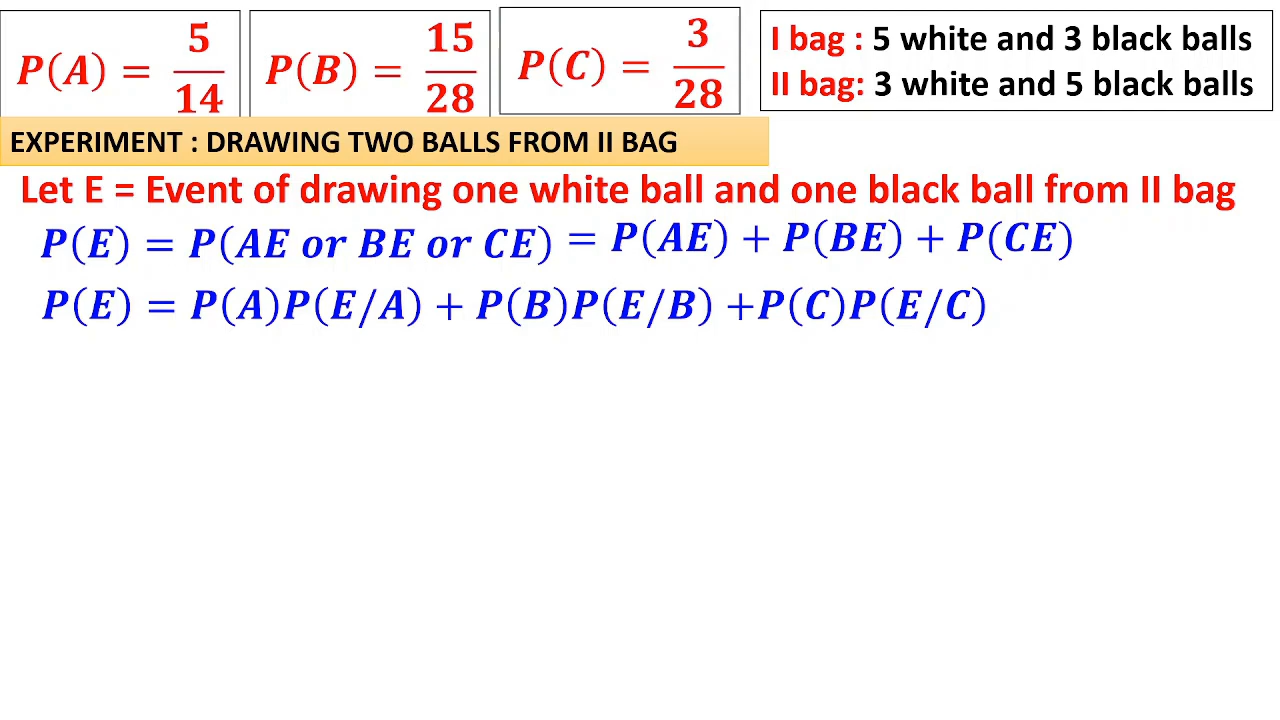 P(A) = 5/14
P(B) = 15/28
P(C) = 3/28
I bag : 5 white and 3 black balls
II bag: 3 white and 5 black balls
EXPERIMENT : DRAWING TWO BALLS FROM II BAG
Let E = Event of drawing one white ball and one black ball from II bag
P(E) = P(AE or BE or CE) = P(AE) + P(BE) + P(CE)
P(E) = P(A)P(E/A) + P(B)P(E/B) +P(C)P(E/C)